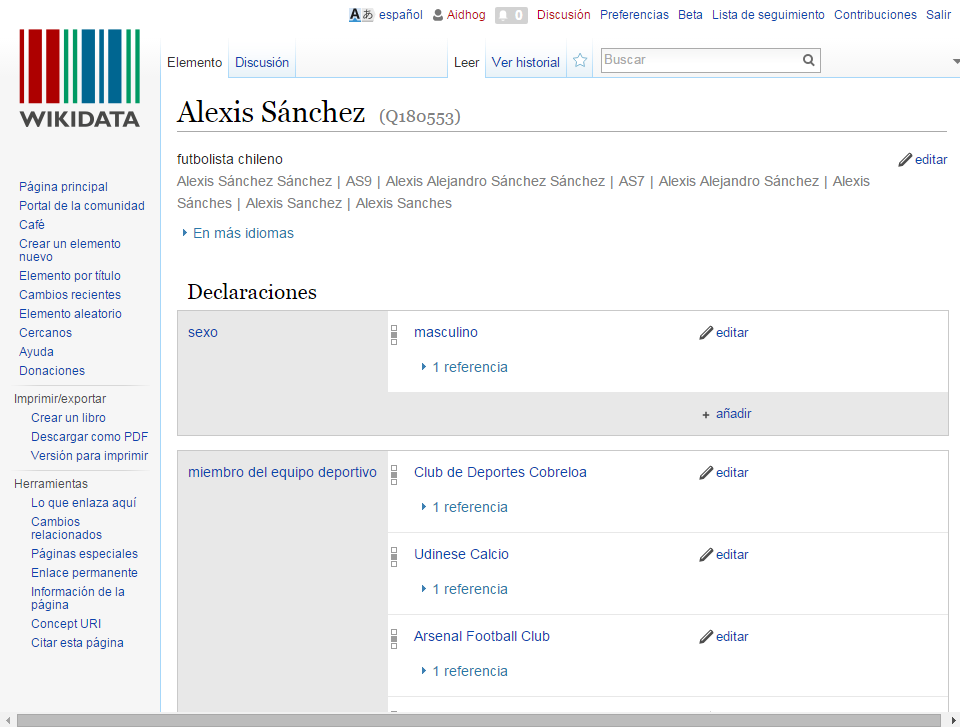 Aあ español Aidhog 0 Discusión Preferencias Beta Lista de seguimiento Contribuciones Salir
WIKIDATA
Elemento Discusión Leer Ver historial Buscar
Alexis Sánchez (Q180553)
futbolista chileno editar
Alexis Sánchez Sánchez | AS9 | Alexis Alejandro Sánchez Sánchez | AS7 | Alexis Alejandro Sánchez | Alexis
Sánches | Alexis Sanchez | Alexis Sanches
En más idiomas
Página principal
Portal de la comunidad
Café
Crear un elemento
nuevo
Elemento por título
Cambios recientes
Elemento aleatorio
Cercanos
Ayuda
Donaciones
Imprimir/exportar
Crear un libro
Descargar como PDF
Versión para imprimir
Herramientas
Lo que enlaza aquí
Cambios
relacionados
Páginas especiales
Enlace permanente
Información de la
página
Concept URI
Citar esta página
Declaraciones
sexo masculino editar
1 referencia
+ añadir
miembro del equipo deportivo Club de Deportes Cobreloa editar
1 referencia
Udinese Calcio editar
1 referencia
Arsenal Football Club editar
1 referencia